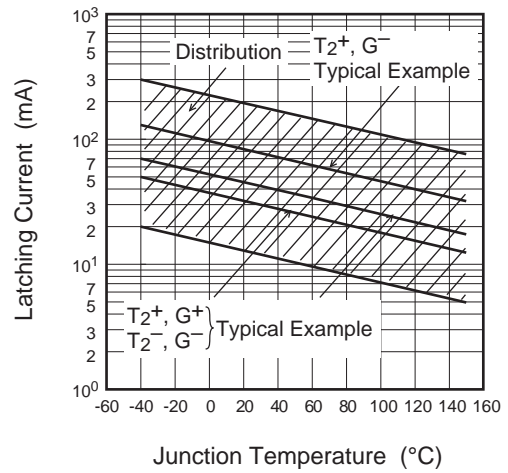 10³
7
5
3
2
10²
7
5
3
2
10¹
7
5
3
2
10⁰
Latching Current (mA)
Distribution
T2⁺, G⁻
Typical Example
T2⁺, G⁺
T2⁻, G⁻
Typical Example
-60 -40 -20 0 20 40 60 80 100 120 140 160
Junction Temperature (°C)